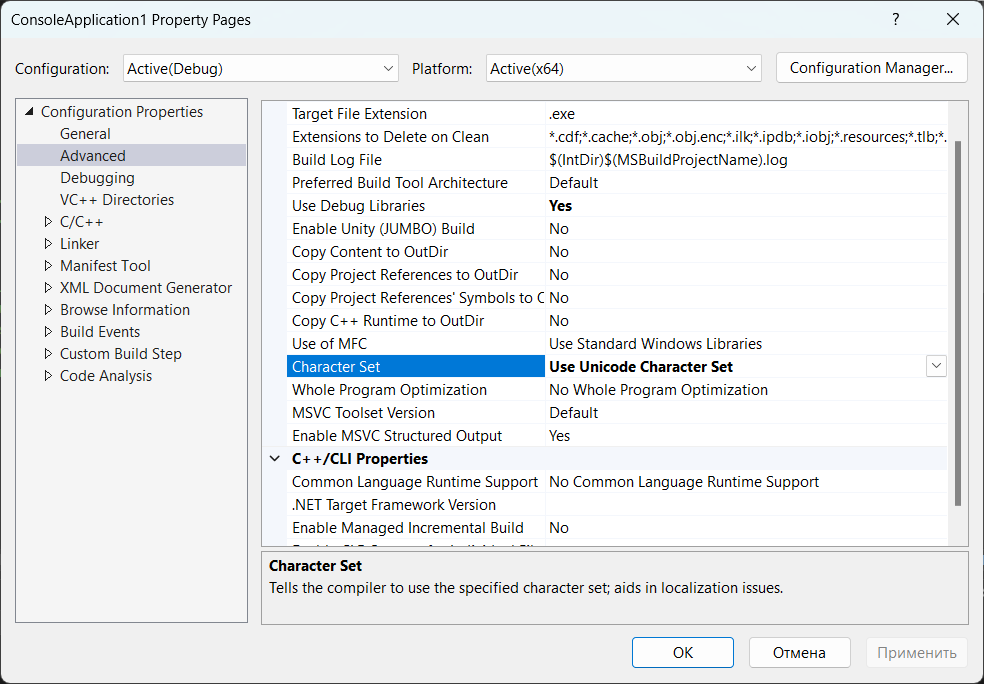 ConsoleApplication1 Property Pages
?
Configuration: Active(Debug) Platform: Active(x64) Configuration Manager...
Configuration Properties
General
Advanced
Debugging
VC++ Directories
C/C++
Linker
Manifest Tool
XML Document Generator
Browse Information
Build Events
Custom Build Step
Code Analysis
Target File Extension .exe
Extensions to Delete on Clean *.cdf;*.cache;*.obj;*.obj.enc;*.ilk;*.ipdb;*.iobj;*.resources;*.tlb;*.
Build Log File $(IntDir)$(MSBuildProjectName).log
Preferred Build Tool Architecture Default
Use Debug Libraries Yes
Enable Unity (JUMBO) Build No
Copy Content to OutDir No
Copy Project References to OutDir No
Copy Project References' Symbols to O No
Copy C++ Runtime to OutDir No
Use of MFC Use Standard Windows Libraries
Character Set Use Unicode Character Set
Whole Program Optimization No Whole Program Optimization
MSVC Toolset Version Default
Enable MSVC Structured Output Yes
C++/CLI Properties
Common Language Runtime Support No Common Language Runtime Support
.NET Target Framework Version
Enable Managed Incremental Build No
Character Set
Tells the compiler to use the specified character set; aids in localization issues.
OK Отмена Применить